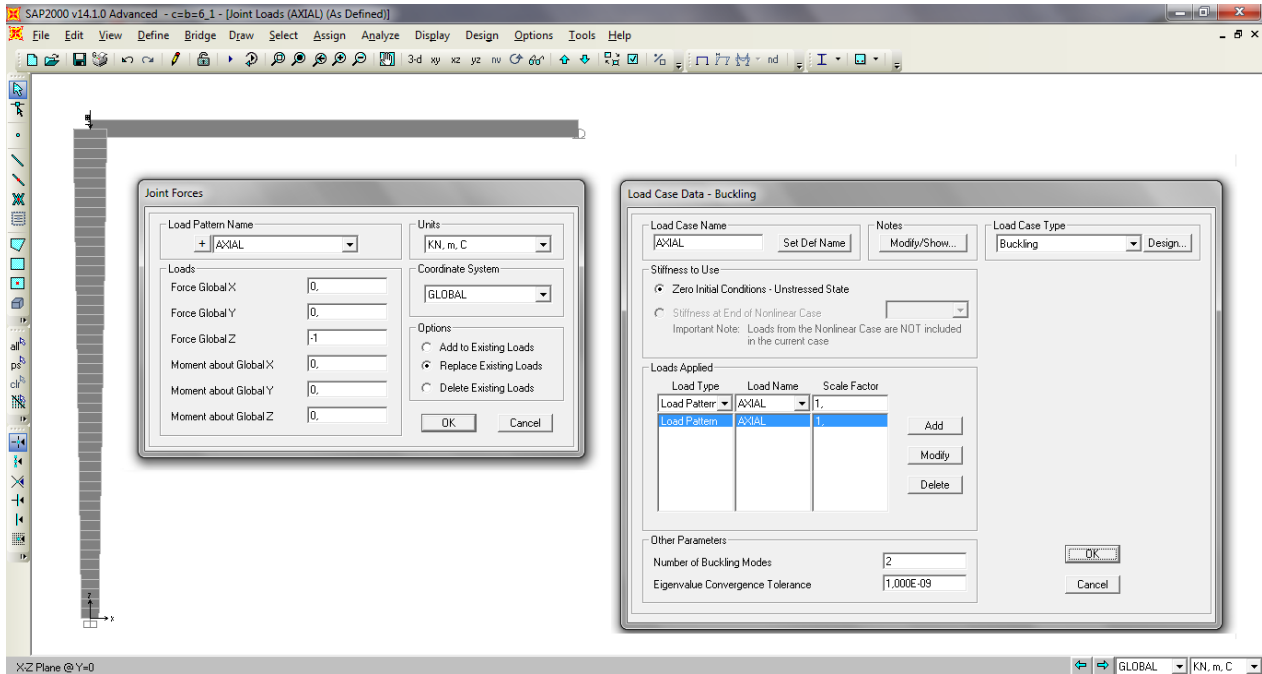 SAP2000 v14.1.0 Advanced - c=b=6_1 - [Joint Loads (AXIAL) (As Defined)]
File Edit View Define Bridge Draw Select Assign Analyze Display Design Options Tools Help
3-d xy xz yz nv nd
all
ps
clr
Joint Forces
Load Pattern Name
+ AXIAL
Units
KN, m, C
Loads
Force Global X 0,
Force Global Y 0,
Force Global Z -1
Moment about Global X 0,
Moment about Global Y 0,
Moment about Global Z 0,
Coordinate System
GLOBAL
Options
Add to Existing Loads
Replace Existing Loads
Delete Existing Loads
OK Cancel
Load Case Data - Buckling
Load Case Name
AXIAL Set Def Name
Notes
Modify/Show...
Load Case Type
Buckling Design...
Stiffness to Use
Zero Initial Conditions - Unstressed State
Stiffness at End of Nonlinear Case
Important Note: Loads from the Nonlinear Case are NOT included
in the current case
Loads Applied
Load Type Load Name Scale Factor
Load Pattern AXIAL 1,
Load Pattern AXIAL 1,
Add
Modify
Delete
Other Parameters
Number of Buckling Modes 2
Eigenvalue Convergence Tolerance 1,000E-09
OK
Cancel
z
x
X-Z Plane @ Y=0 GLOBAL KN, m, C